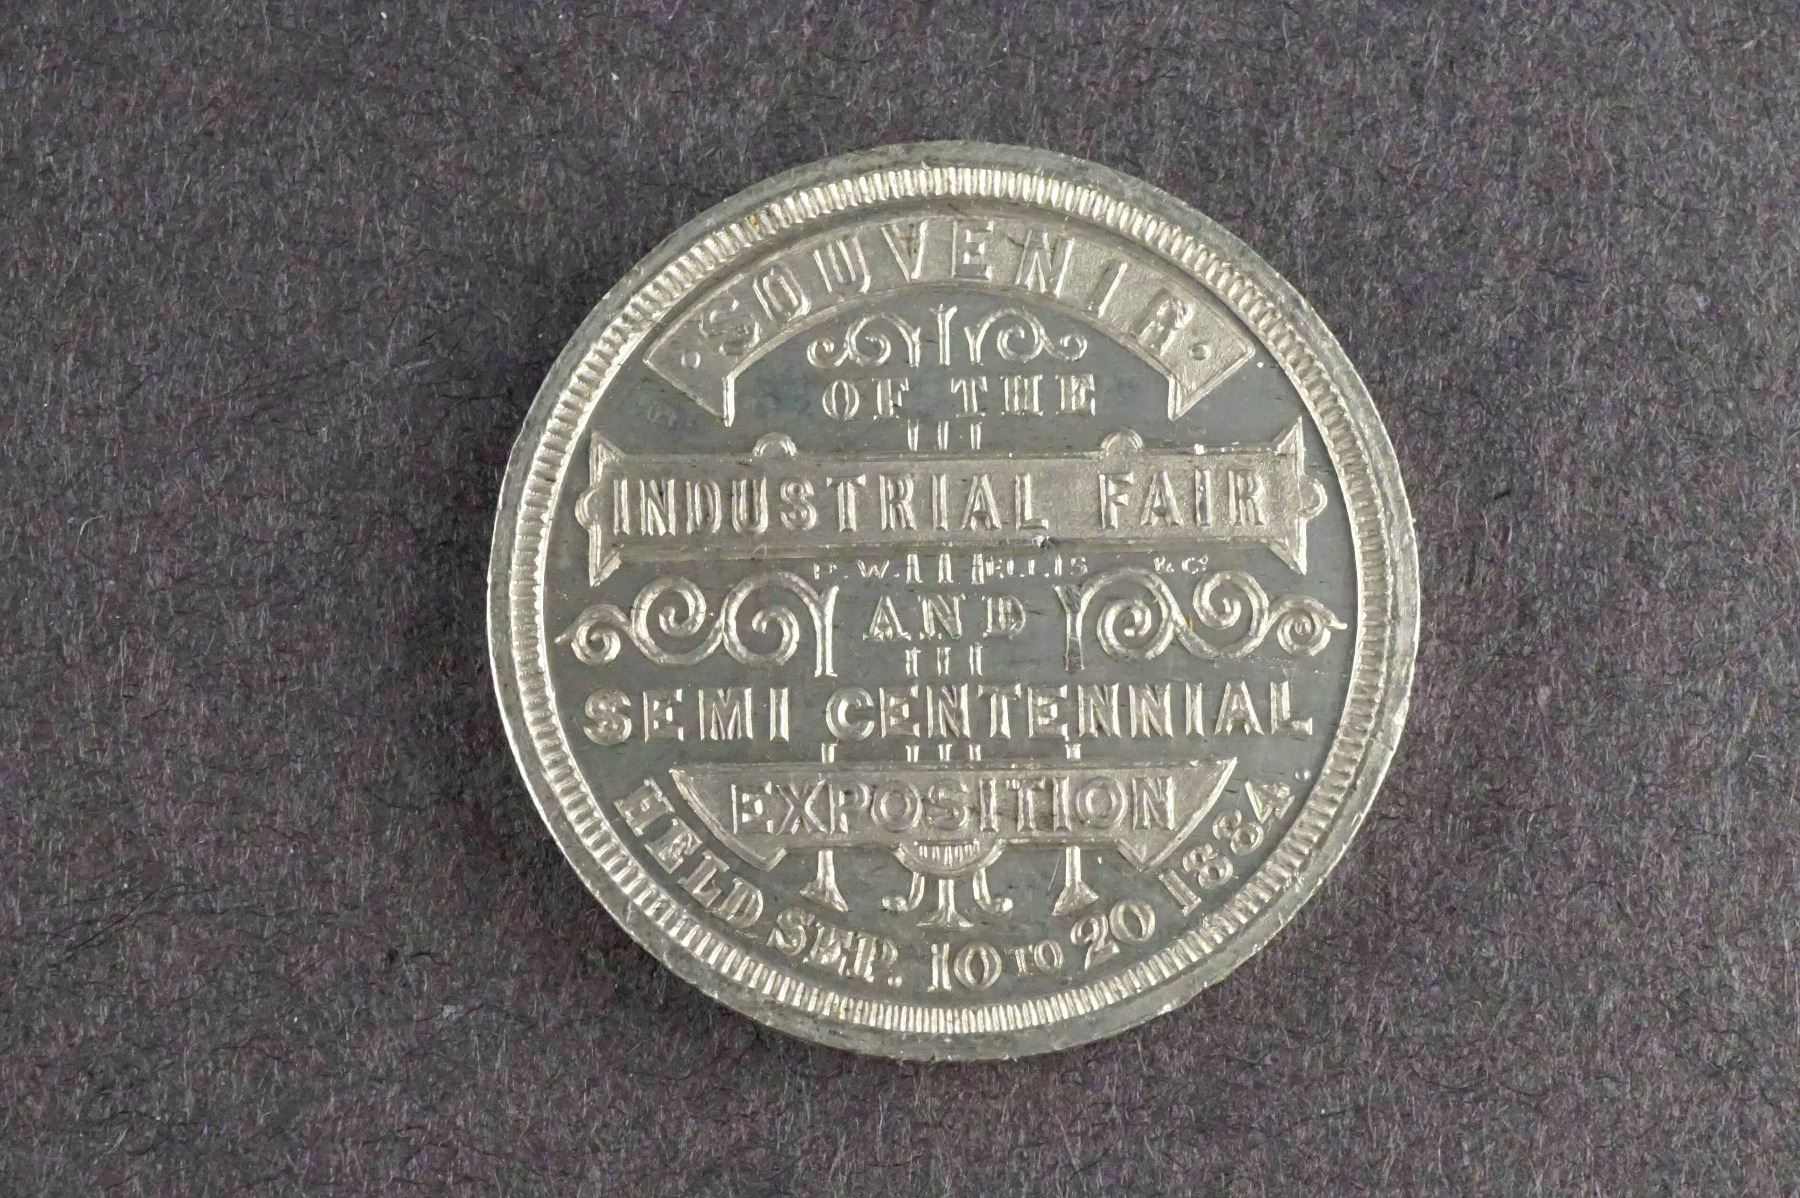 · SOUVENIR ·
OF THE
INDUSTRIAL FAIR
P. W. ELLIS & Co
AND
SEMI CENTENNIAL
EXPOSITION
HELD SEP. 10 TO 20 1884.